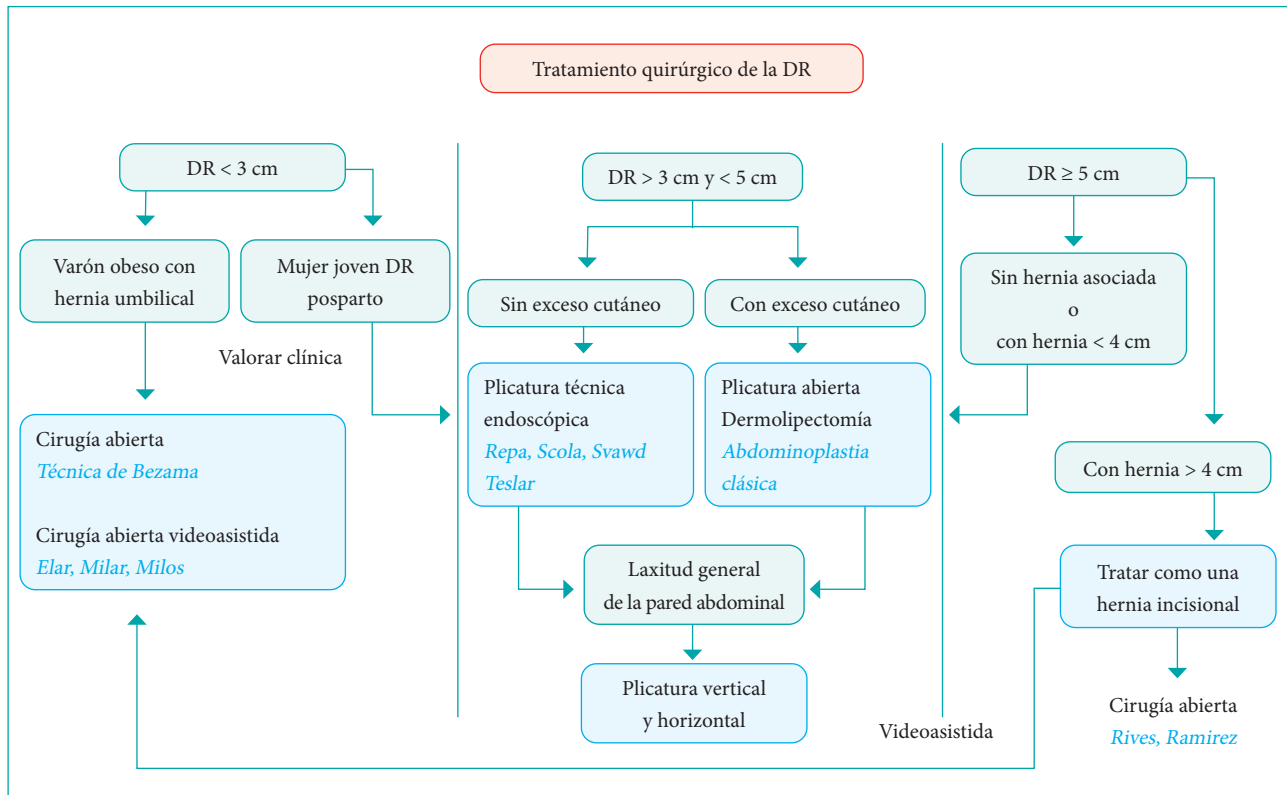 Tratamiento quirúrgico de la DR
DR < 3 cm
Varón obeso con
hernia umbilical
Mujer joven DR
posparto
Valorar clínica
Cirugía abierta
Técnica de Bezama
Cirugía abierta videoasistida
Elar, Milar, Milos
DR > 3 cm y < 5 cm
Sin exceso cutáneo
Con exceso cutáneo
Plicatura técnica
endoscópica
Repa, Scola, Svawd
Teslar
Plicatura abierta
Dermolipectomía
Abdominoplastia
clásica
Laxitud general
de la pared abdominal
Plicatura vertical
y horizontal
DR ≥ 5 cm
Sin hernia asociada
o
con hernia < 4 cm
Con hernia > 4 cm
Tratar como una
hernia incisional
Videoasistida
Cirugía abierta
Rives, Ramirez